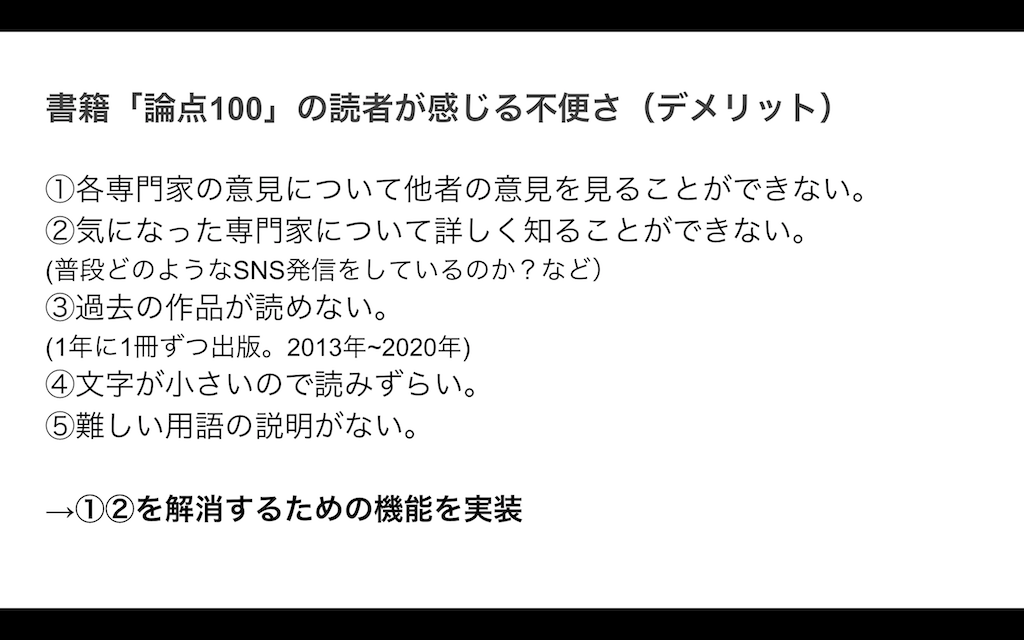 書籍「論点100」の読者が感じる不便さ（デメリット）
①各専門家の意見について他者の意見を見ることができない。
②気になった専門家について詳しく知ることができない。
(普段どのようなSNS発信をしているのか？など）
③過去の作品が読めない。
(1年に1冊ずつ出版。2013年~2020年)
④文字が小さいので読みずらい。
⑤難しい用語の説明がない。
→①②を解消するための機能を実装